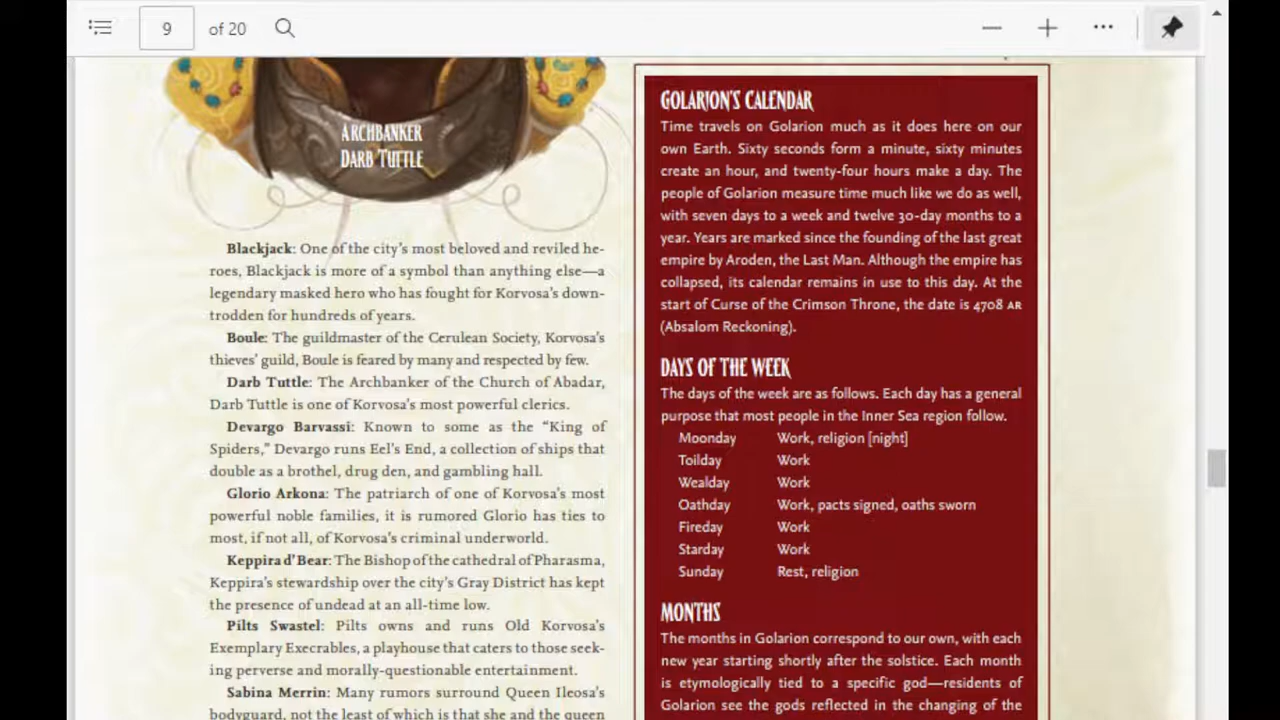 9 of 20
ARCHBANKER
DARB TUTTLE
Blackjack: One of the city's most beloved and reviled he-
roes, Blackjack is more of a symbol than anything else—a
legendary masked hero who has fought for Korvosa's down-
trodden for hundreds of years.
Boule: The guildmaster of the Cerulean Society, Korvosa's
thieves' guild, Boule is feared by many and respected by few.
Darb Tuttle: The Archbanker of the Church of Abadar,
Darb Tuttle is one of Korvosa's most powerful clerics.
Devargo Barvassi: Known to some as the “King of
Spiders,” Devargo runs Eel's End, a collection of ships that
double as a brothel, drug den, and gambling hall.
Glorio Arkona: The patriarch of one of Korvosa's most
powerful noble families, it is rumored Glorio has ties to
most, if not all, of Korvosa's criminal underworld.
Keppira d'Bear: The Bishop of the cathedral of Pharasma,
Keppira's stewardship over the city's Gray District has kept
the presence of undead at an all-time low.
Pilts Swastel: Pilts owns and runs Old Korvosa's
Exemplary Execrables, a playhouse that caters to those seek-
ing perverse and morally-questionable entertainment.
Sabina Merrin: Many rumors surround Queen Ileosa's
bodyguard, not the least of which is that she and the queen
GOLARION'S CALENDAR
Time travels on Golarion much as it does here on our
own Earth. Sixty seconds form a minute, sixty minutes
create an hour, and twenty-four hours make a day. The
people of Golarion measure time much like we do as well,
with seven days to a week and twelve 30-day months to a
year. Years are marked since the founding of the last great
empire by Aroden, the Last Man. Although the empire has
collapsed, its calendar remains in use to this day. At the
start of Curse of the Crimson Throne, the date is 4708 AR
(Absalom Reckoning).
DAYS OF THE WEEK
The days of the week are as follows. Each day has a general
purpose that most people in the Inner Sea region follow.
Moonday Work, religion [night]
Toilday Work
Wealday Work
Oathday Work, pacts signed, oaths sworn
Fireday Work
Starday Work
Sunday Rest, religion
MONTHS
The months in Golarion correspond to our own, with each
new year starting shortly after the solstice. Each month
is etymologically tied to a specific god—residents of
Golarion see the gods reflected in the changing of the